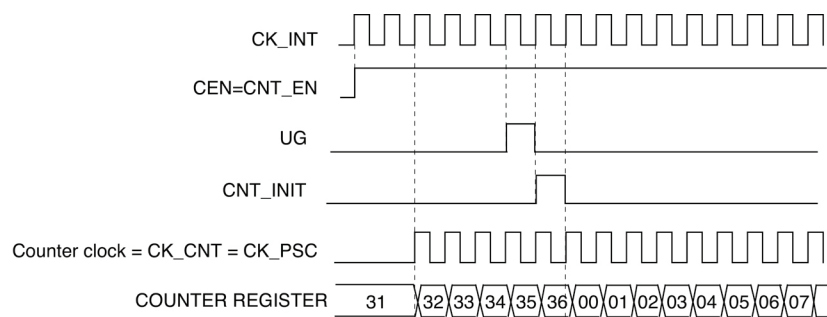 CK_INT
CEN=CNT_EN
UG
CNT_INIT
Counter clock = CK_CNT = CK_PSC
COUNTER REGISTER 31 32 33 34 35 36 00 01 02 03 04 05 06 07